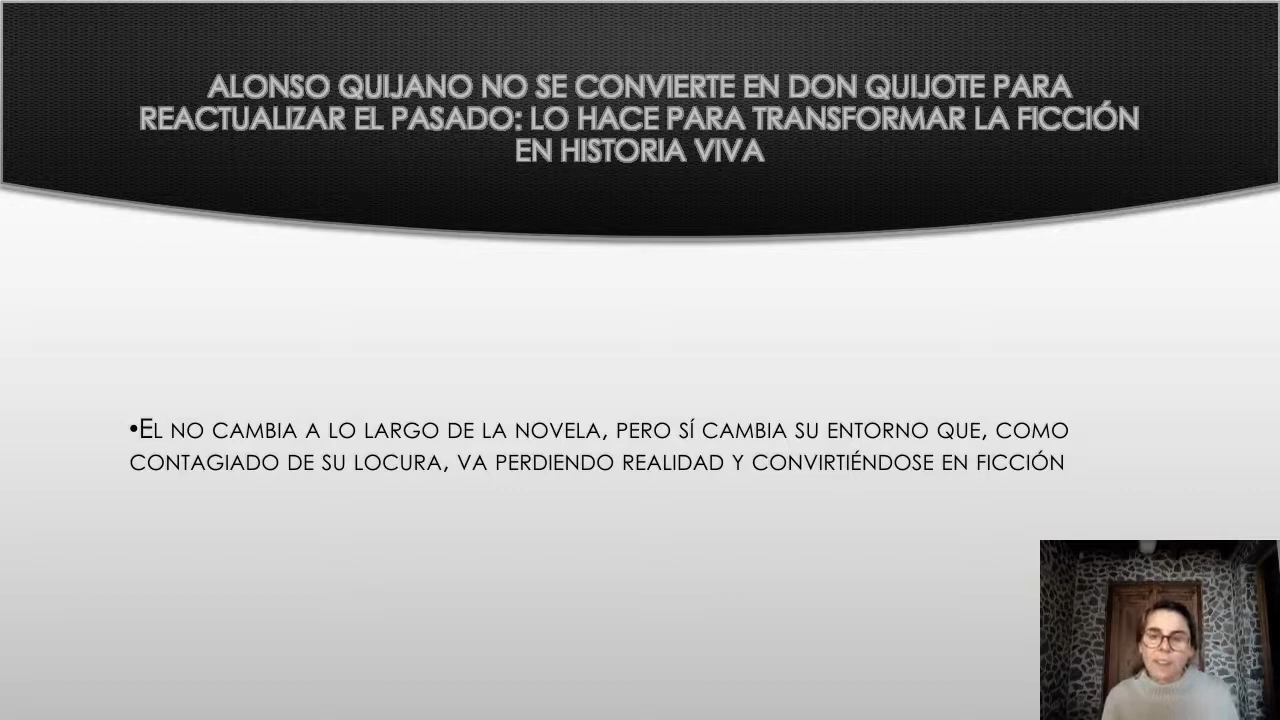 ALONSO QUIJANO NO SE CONVIERTE EN DON QUIJOTE PARA
REACTUALIZAR EL PASADO: LO HACE PARA TRANSFORMAR LA FICCIÓN
EN HISTORIA VIVA
•EL NO CAMBIA A LO LARGO DE LA NOVELA, PERO SÍ CAMBIA SU ENTORNO QUE, COMO
CONTAGIADO DE SU LOCURA, VA PERDIENDO REALIDAD Y CONVIRTIÉNDOSE EN FICCIÓN